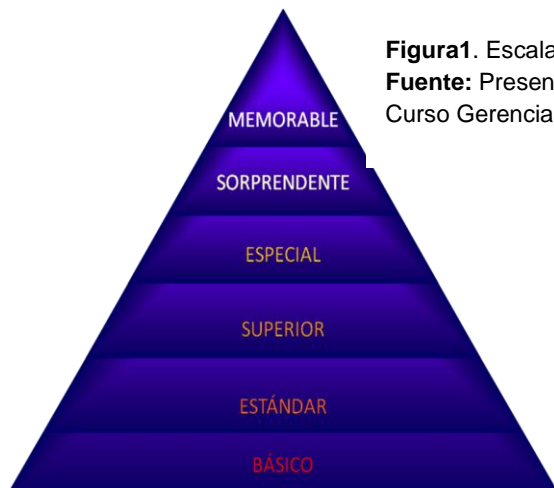 Figura1. Escala
Fuente: Presen
Curso Gerencia
MEMORABLE
SORPRENDENTE
ESPECIAL
SUPERIOR
ESTÁNDAR
BÁSICO